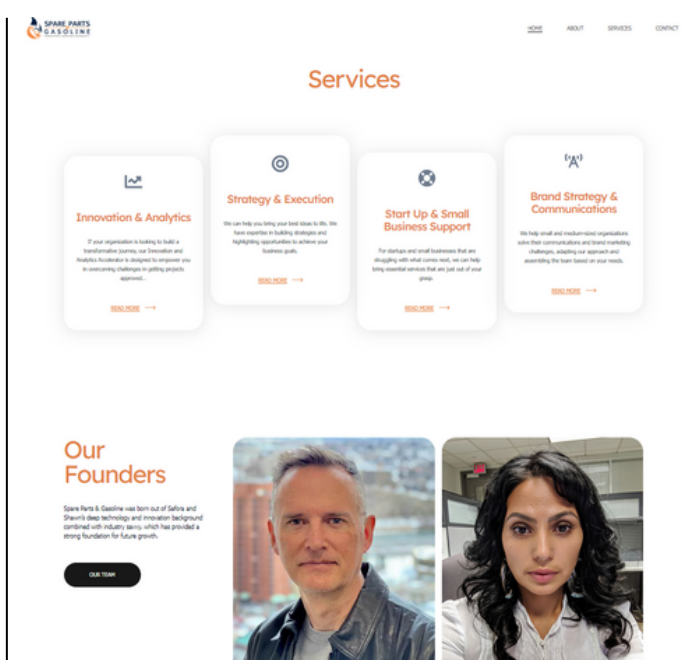 SPARE PARTS
GASOLINE
HOME ABOUT SERVICES CONTACT
Services
Innovation & Analytics
If your organization is looking to build a
transformative journey, our Innovation and
Analytics Accelerator is designed to empower you
in overcoming challenges in getting projects
approved...
READ MORE
Strategy & Execution
We can help you bring your best ideas to life. We
have expertise in building strategies and
highlighting opportunities to achieve your
business goals.
READ MORE
Start Up & Small
Business Support
For startups and small businesses that are
struggling with what comes next, we can help
bring essential services that are just out of your
grasp.
READ MORE
Brand Strategy &
Communications
We help small and medium-sized organizations
solve their communications and brand marketing
challenges, adapting our approach and
assembling the team based on your needs.
READ MORE
Our
Founders
Spare Parts & Gasoline was born out of Safora and
Shawn's deep technology and innovation background
combined with industry savvy, which has provided a
strong foundation for future growth.
OUR TEAM